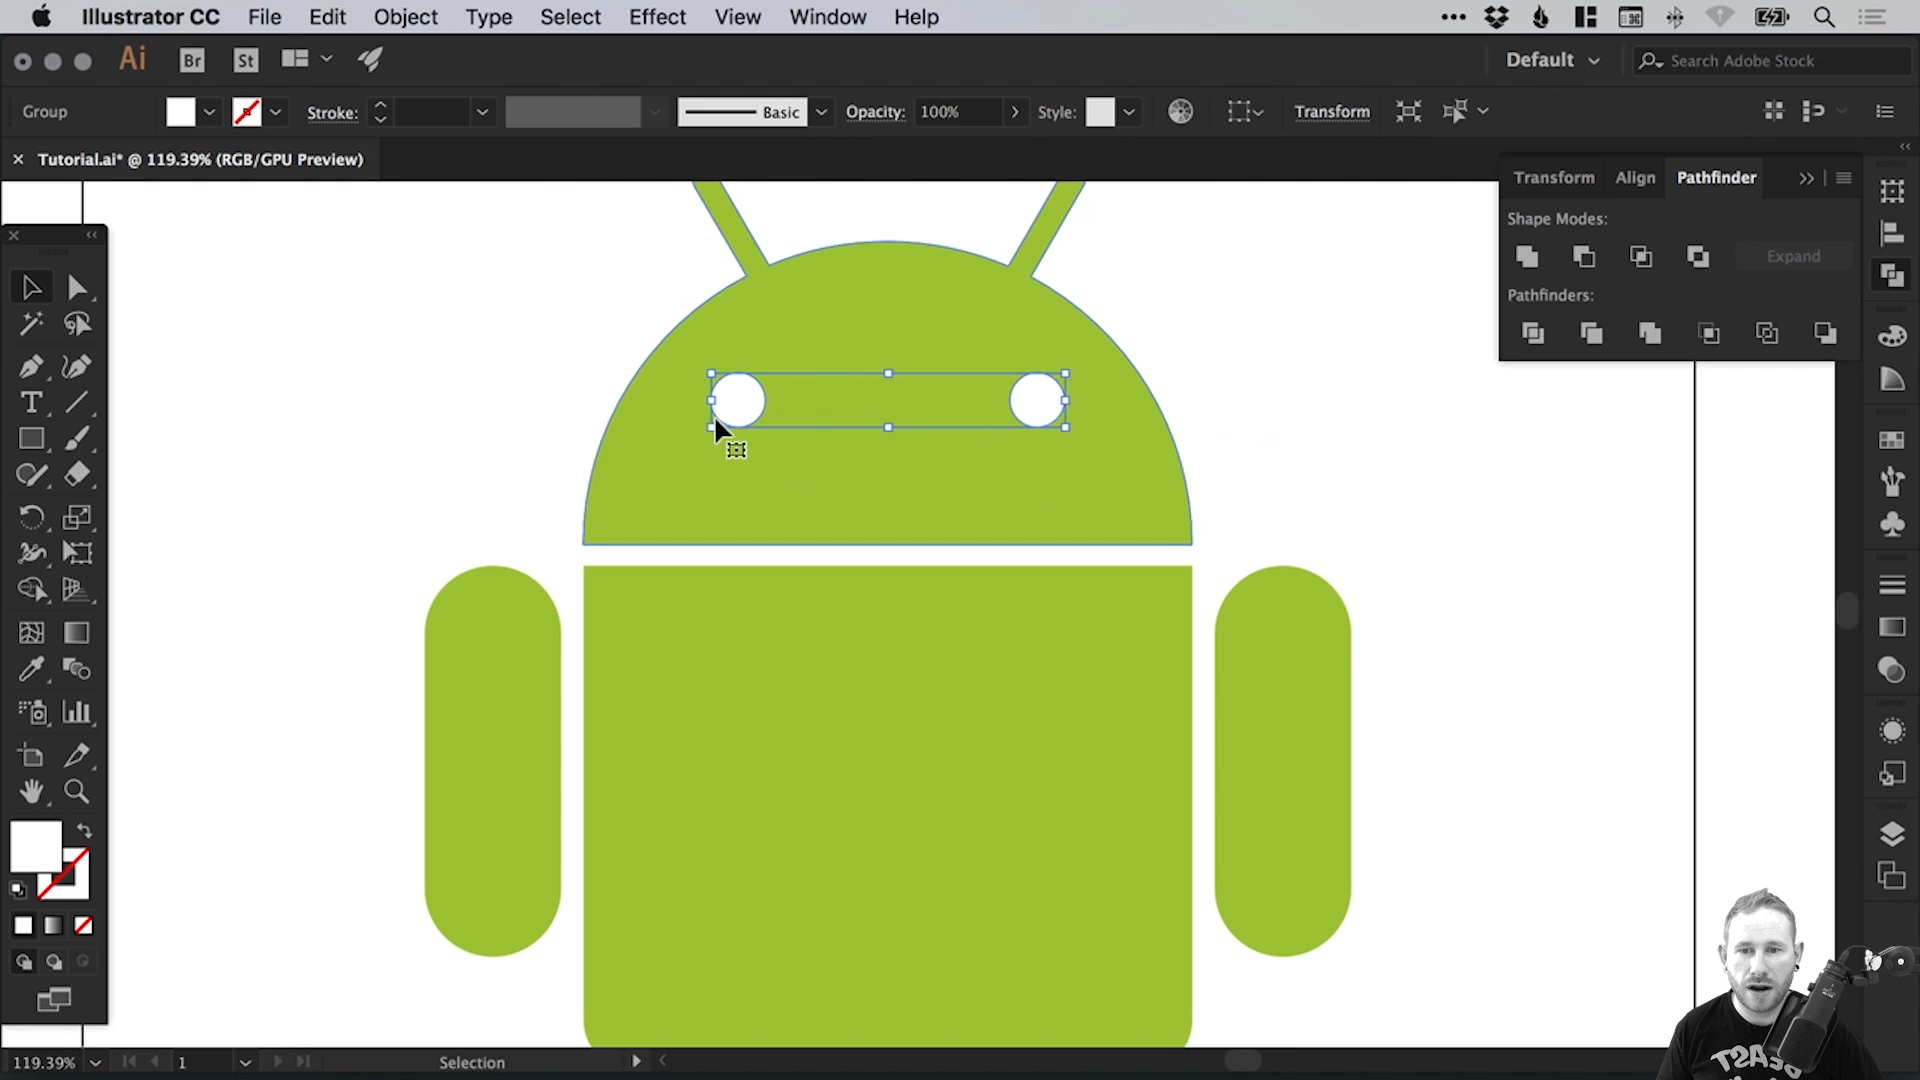 Illustrator CC File Edit Object Type Select Effect View Window Help
Ai Br St Default Search Adobe Stock
Group Stroke: Basic Opacity: 100% Style: Transform
Tutorial.ai* @ 119.39% (RGB/GPU Preview)
Transform Align Pathfinder
Shape Modes:
Expand
Pathfinders:
119.39% 1 Selection
BEAST